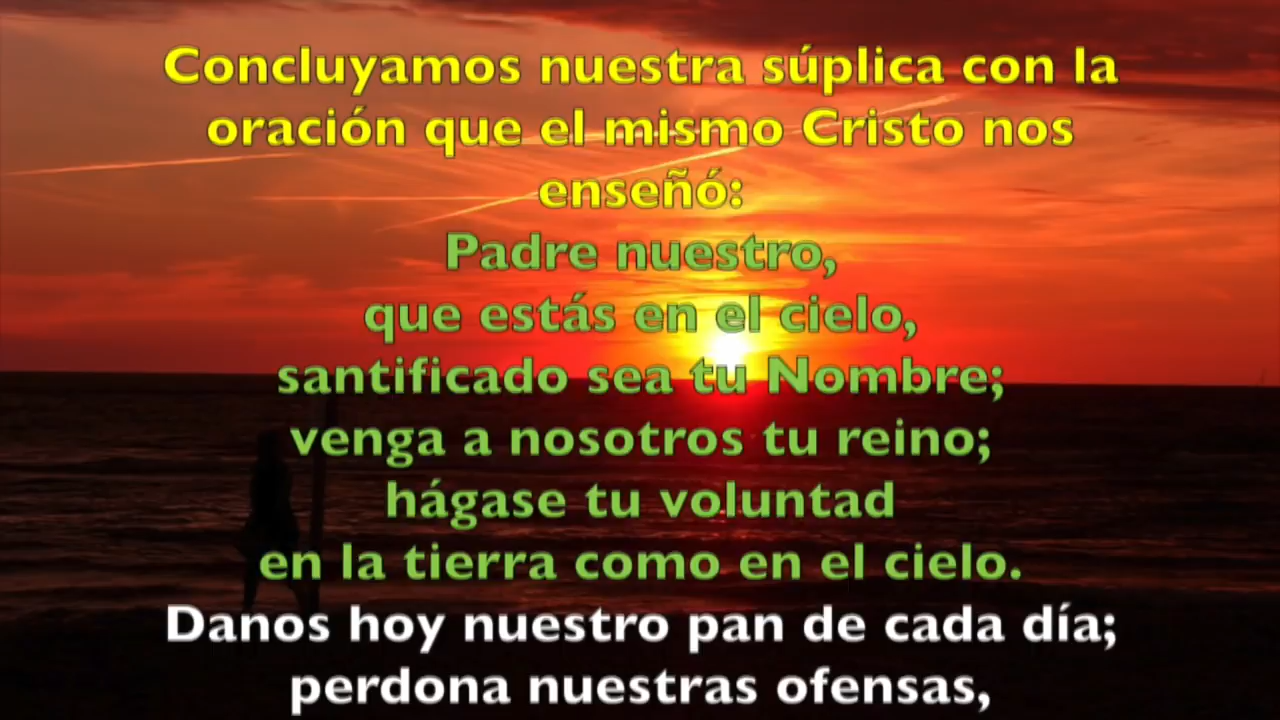 Concluyamos nuestra súplica con la
oración que el mismo Cristo nos
enseñó:
Padre nuestro,
que estás en el cielo,
santificado sea tu Nombre;
venga a nosotros tu reino;
hágase tu voluntad
en la tierra como en el cielo.
Danos hoy nuestro pan de cada día;
perdona nuestras ofensas,